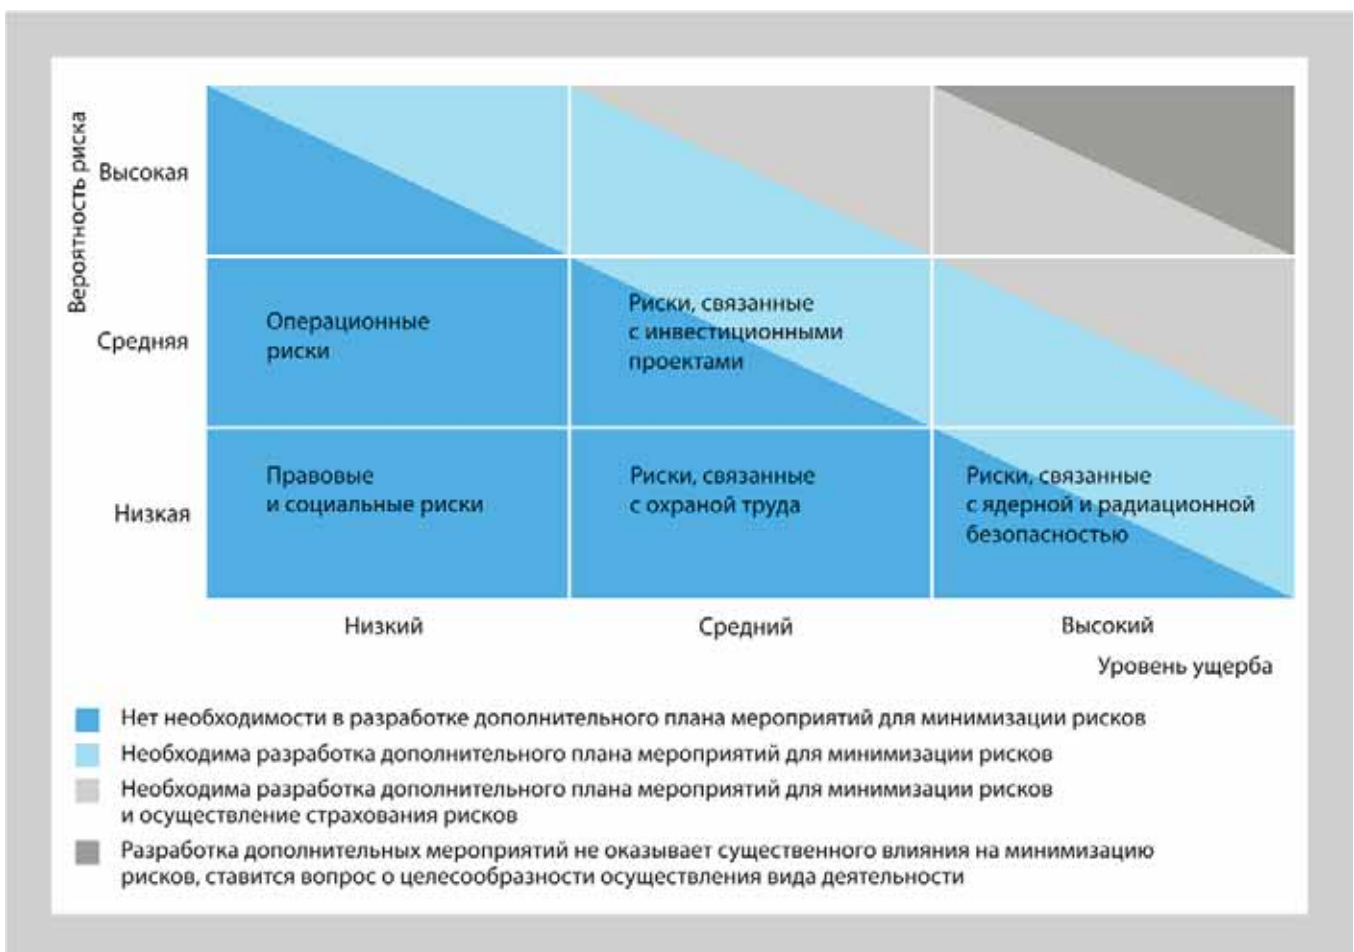 Вероятность риска
Высокая
Средняя
Операционные
риски
Риски, связанные
с инвестиционными
проектами
Низкая
Правовые
и социальные риски
Риски, связанные
с охраной труда
Риски, связанные
с ядерной и радиационной
безопасностью
Низкий
Средний
Высокий
Уровень ущерба
Нет необходимости в разработке дополнительного плана мероприятий для минимизации рисков
Необходима разработка дополнительного плана мероприятий для минимизации рисков
Необходима разработка дополнительного плана мероприятий для минимизации рисков
и осуществление страхования рисков
Разработка дополнительных мероприятий не оказывает существенного влияния на минимизацию
рисков, ставится вопрос о целесообразности осуществления вида деятельности